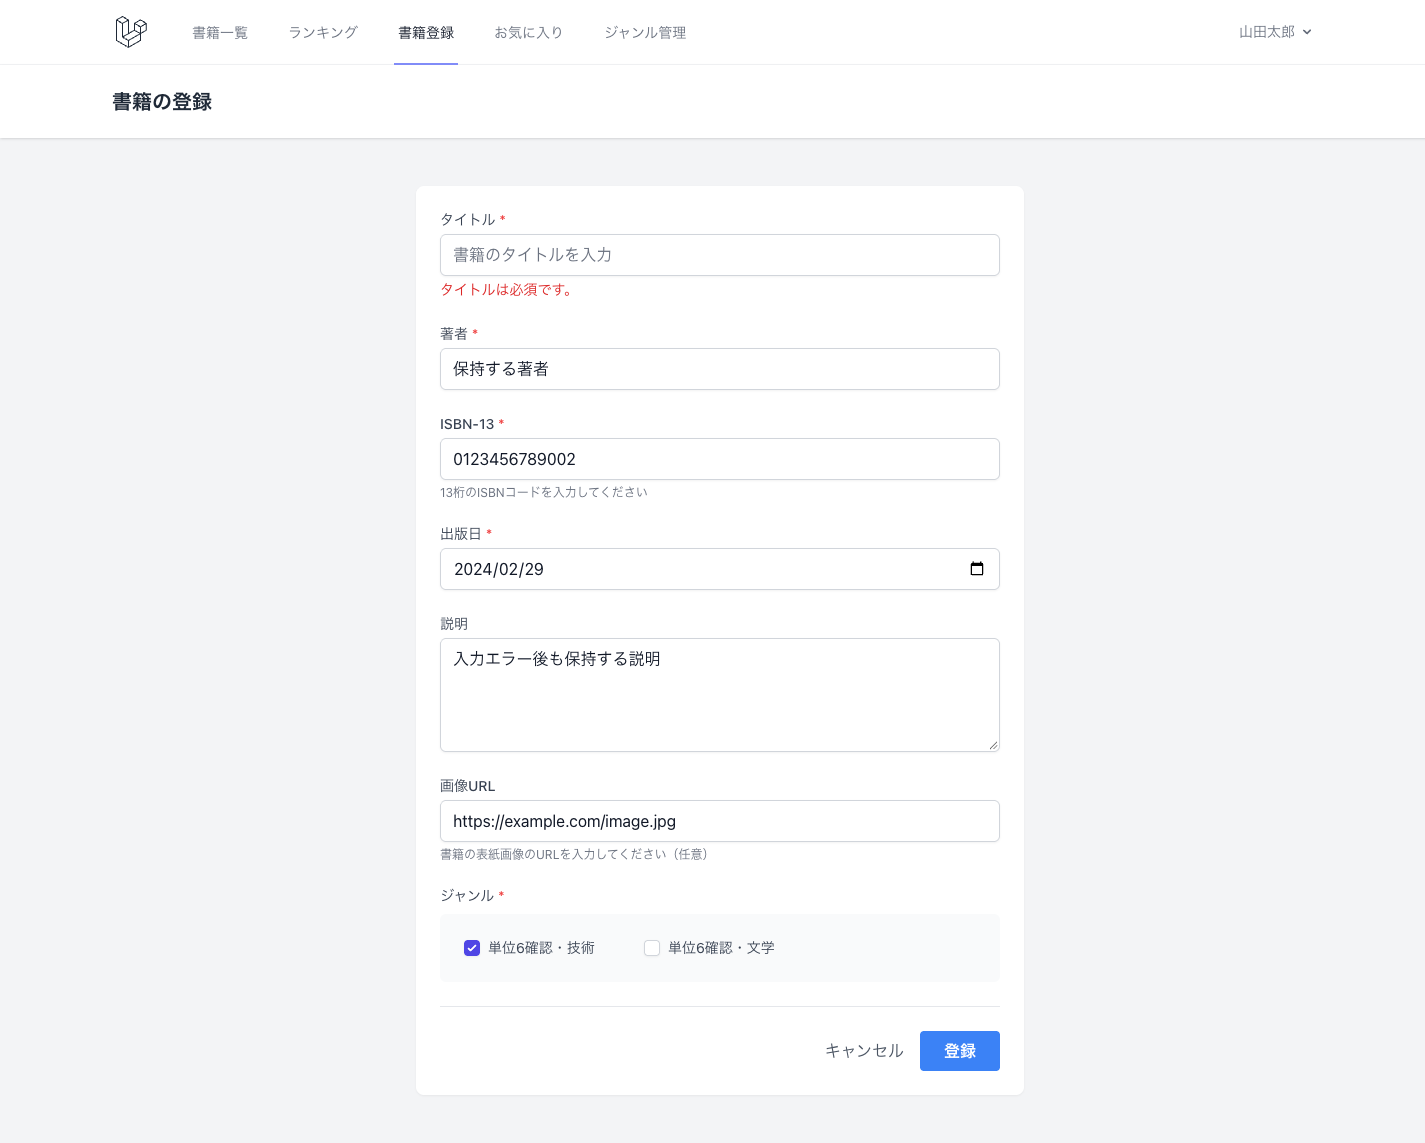 書籍一覧 ランキング 書籍登録 お気に入り ジャンル管理 山田太郎
書籍の登録
タイトル *
書籍のタイトルを入力
タイトルは必須です。
著者 *
保持する著者
ISBN-13 *
0123456789002
13桁のISBNコードを入力してください
出版日 *
2024/02/29
説明
入力エラー後も保持する説明
画像URL
https://example.com/image.jpg
書籍の表紙画像のURLを入力してください（任意）
ジャンル *
単位6確認・技術 単位6確認・文学
キャンセル 登録